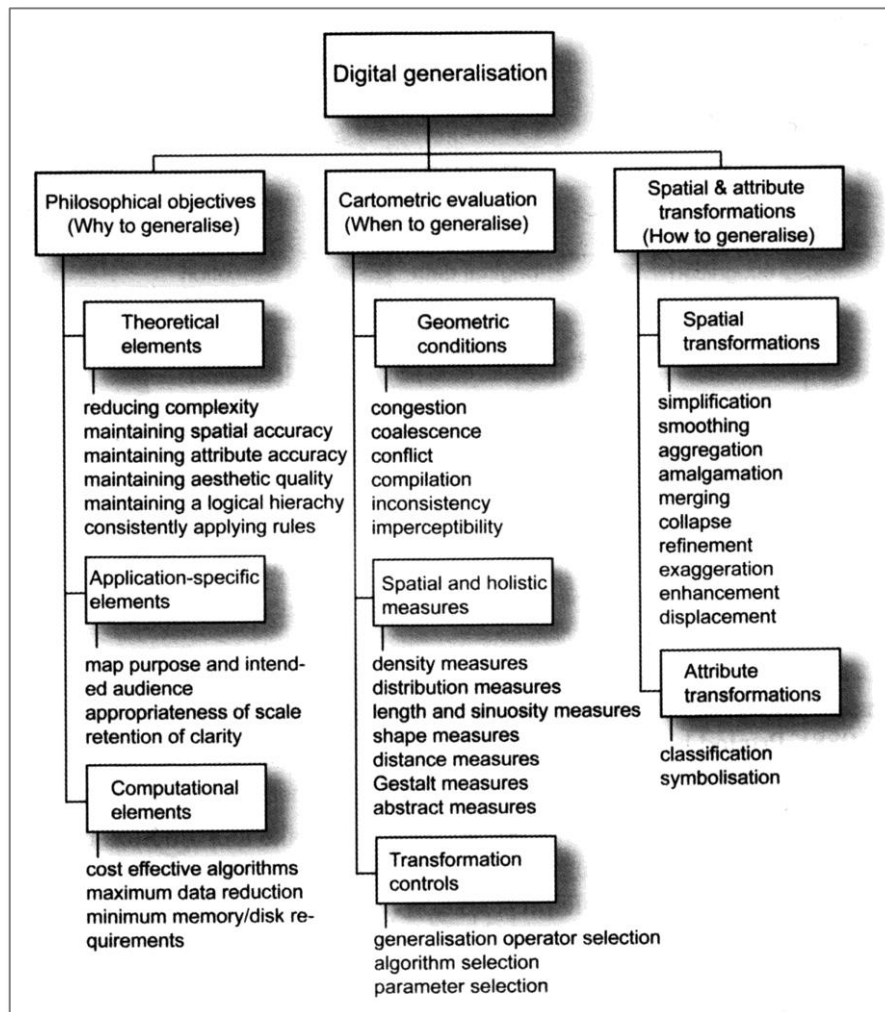 Digital generalisation
Philosophical objectives
(Why to generalise)
Theoretical
elements
reducing complexity
maintaining spatial accuracy
maintaining attribute accuracy
maintaining aesthetic quality
maintaining a logical hierachy
consistently applying rules
Application-specific
elements
map purpose and intend-
ed audience
appropriateness of scale
retention of clarity
Computational
elements
cost effective algorithms
maximum data reduction
minimum memory/disk re-
quirements
Cartometric evaluation
(When to generalise)
Geometric
conditions
congestion
coalescence
conflict
compilation
inconsistency
imperceptibility
Spatial and holistic
measures
density measures
distribution measures
length and sinuosity measures
shape measures
distance measures
Gestalt measures
abstract measures
Transformation
controls
generalisation operator selection
algorithm selection
parameter selection
Spatial & attribute
transformations
(How to generalise)
Spatial
transformations
simplification
smoothing
aggregation
amalgamation
merging
collapse
refinement
exaggeration
enhancement
displacement
Attribute
transformations
classification
symbolisation